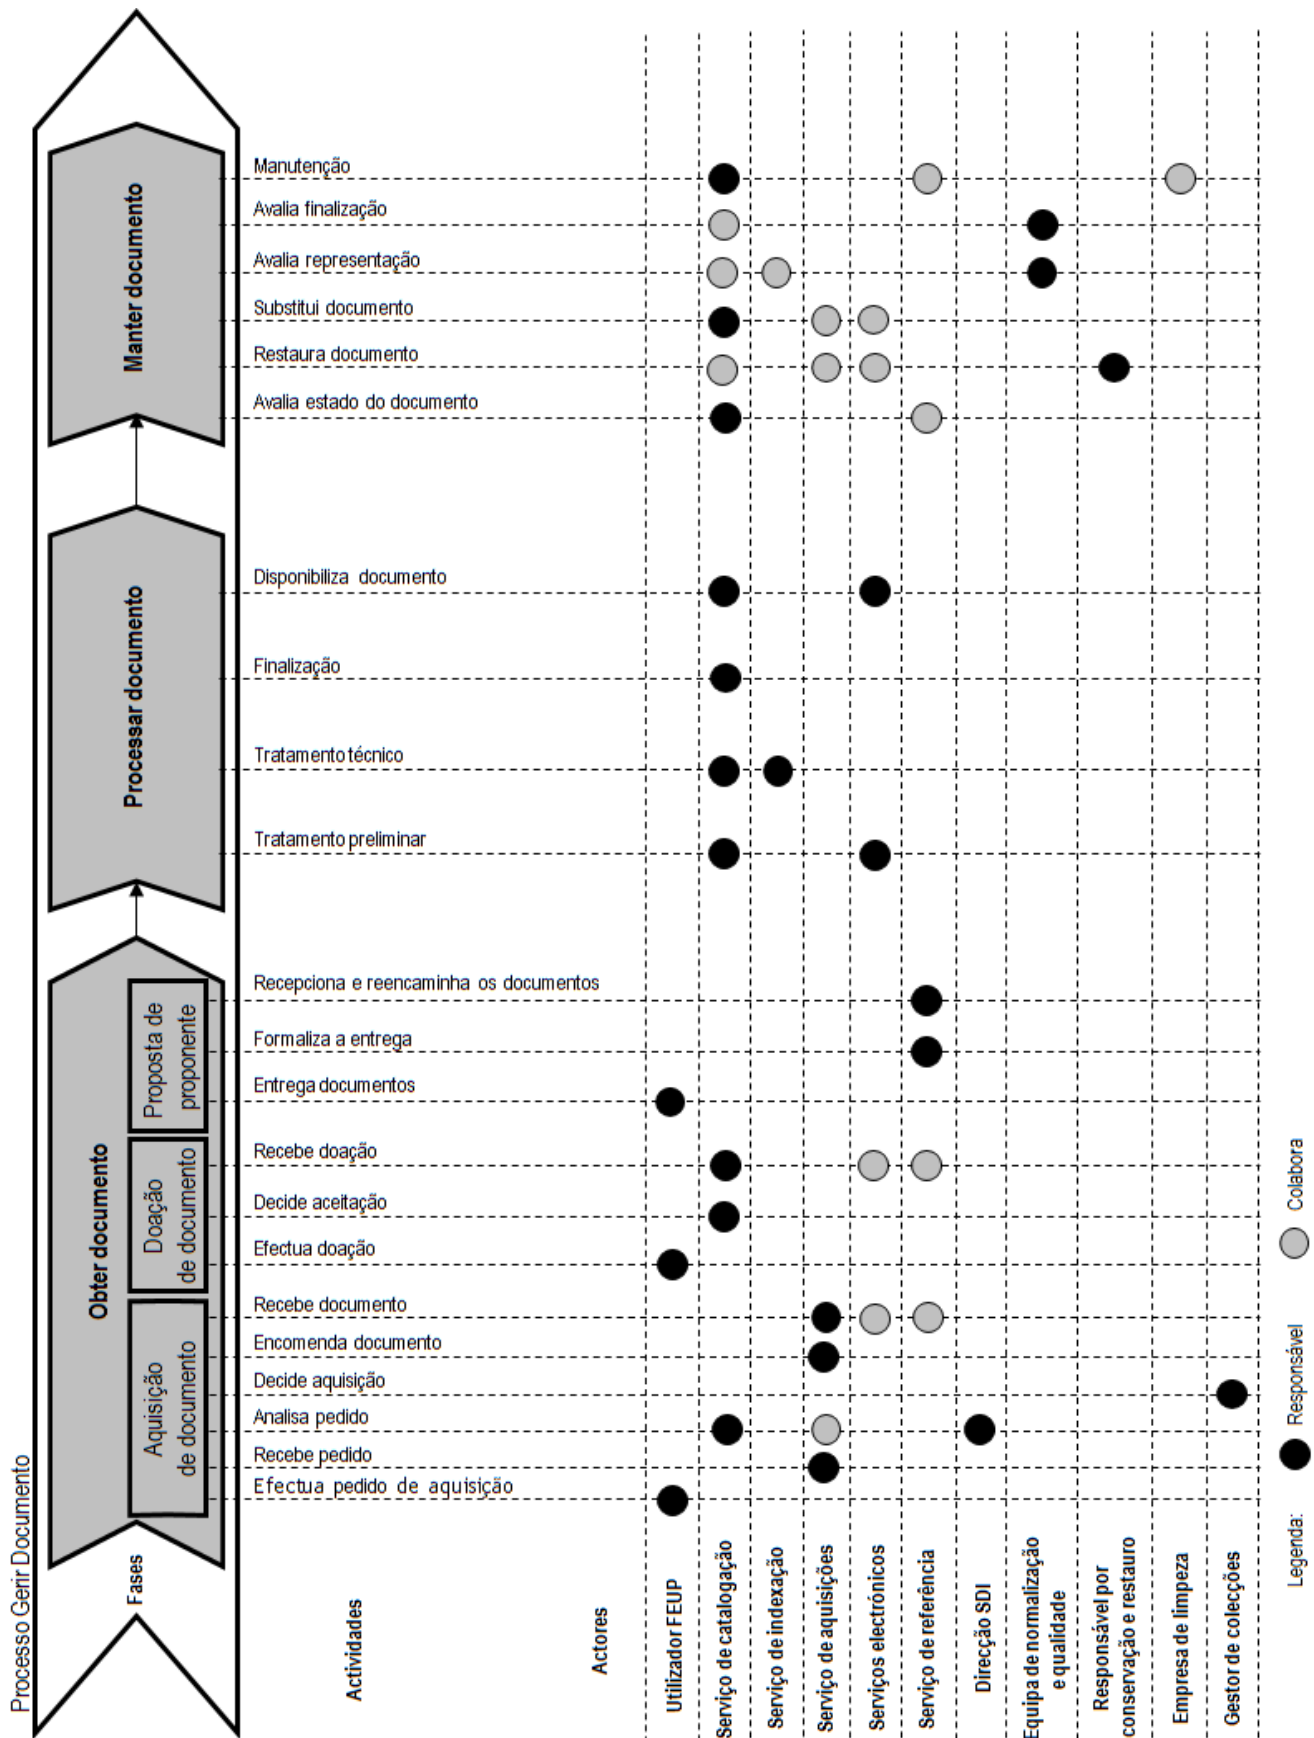 Processo Gerir Documento
Fases
Obter documento
Aquisição
de documento
Doação
de documento
Proposta de
proponente
Processar documento
Manter documento
Manutenção
Avalia finalização
Avalia representação
Substitui documento
Restaura documento
Avalia estado do documento
Disponibiliza documento
Finalização
Tratamento técnico
Tratamento preliminar
Recepciona e reencaminha os documentos
Formaliza a entrega
Entrega documentos
Recebe doação
Decide aceitação
Efectua doação
Recebe documento
Encomenda documento
Decide aquisição
Analisa pedido
Recebe pedido
Efectua pedido de aquisição
Actividades
Actores
Utilizador FEUP
Serviço de catalogação
Serviço de indexação
Serviço de aquisições
Serviços electrónicos
Serviço de referência
Direcção SDI
Equipa de normalização
e qualidade
Responsável por
conservação e restauro
Empresa de limpeza
Gestor de colecções
Legenda:
Responsável
Colabora